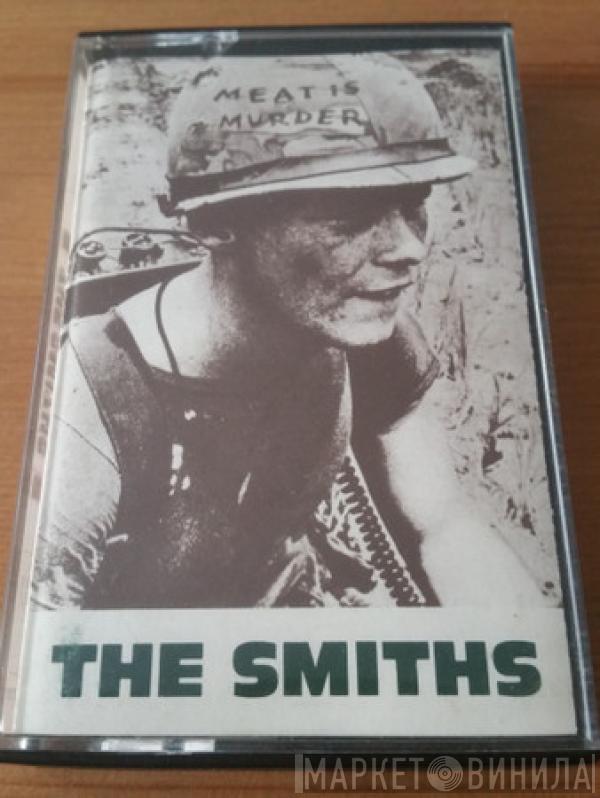 MEAT IS
MURDER
THE SMITHS
МАРКЕТ ВИНИЛА